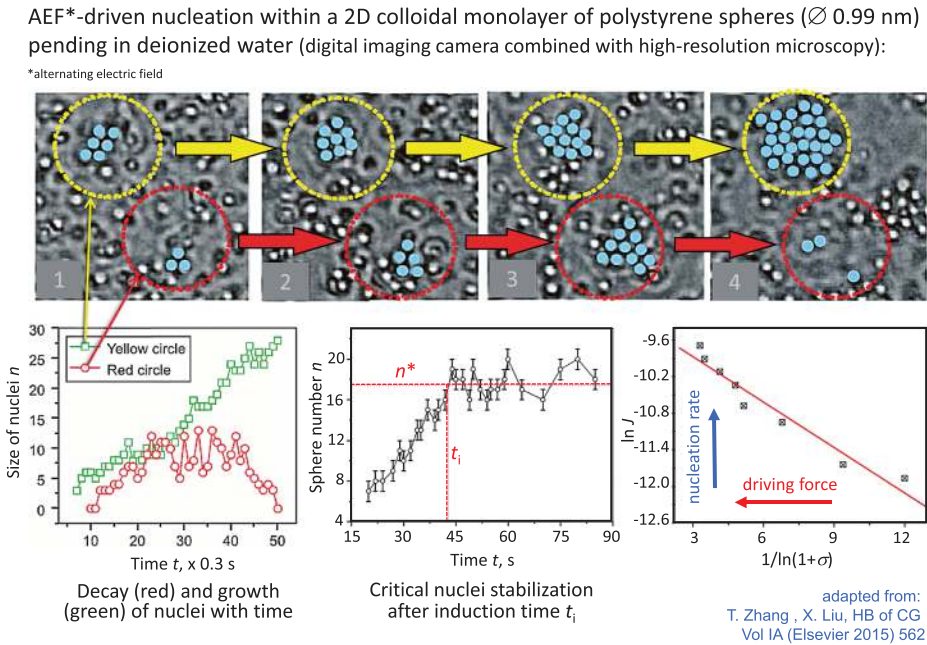 AEF*-driven nucleation within a 2D colloidal monolayer of polystyrene spheres (∅ 0.99 nm)
pending in deionized water (digital imaging camera combined with high-resolution microscopy):
*alternating electric field
1
2
3
4
30
25
20
15
10
5
0
Size of nuclei n
Yellow circle
Red circle
10
20
30
40
50
Time t, x 0.3 s
Decay (red) and growth
(green) of nuclei with time
20
16
12
8
4
Sphere number n
n*
ti
15
30
45
60
75
90
Time t, s
Critical nuclei stabilization
after induction time ti
-9.6
-10.2
-10.8
-11.4
-12.0
-12.6
ln J
nucleation rate
driving force
3
6
9
12
1/ln(1+σ)
adapted from:
T. Zhang , X. Liu, HB of CG
Vol IA (Elsevier 2015) 562